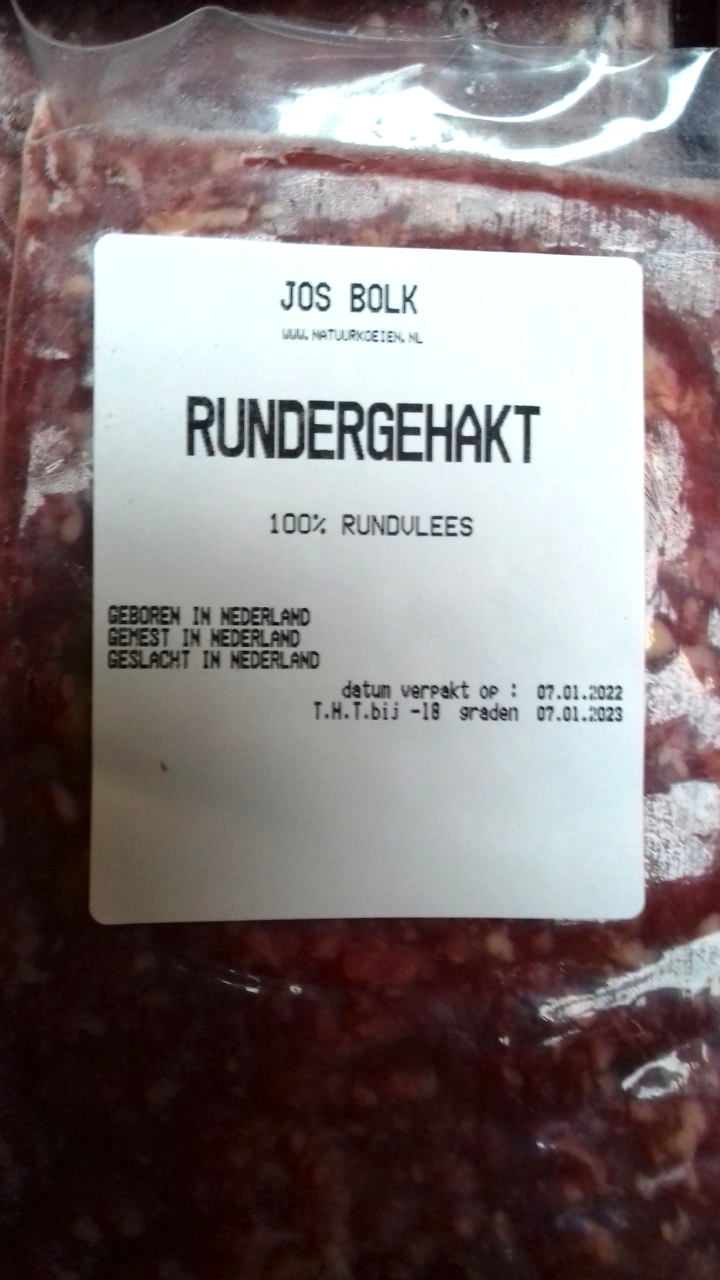 JOS BOLK
WWW.NATUURKOEIEN.NL
RUNDERGEHAKT
100% RUNDVLEES
GEBOREN IN NEDERLAND
GEMEST IN NEDERLAND
GESLACHT IN NEDERLAND
datum verpakt op : 07.01.2022
T.H.T.bij -18 graden 07.01.2023